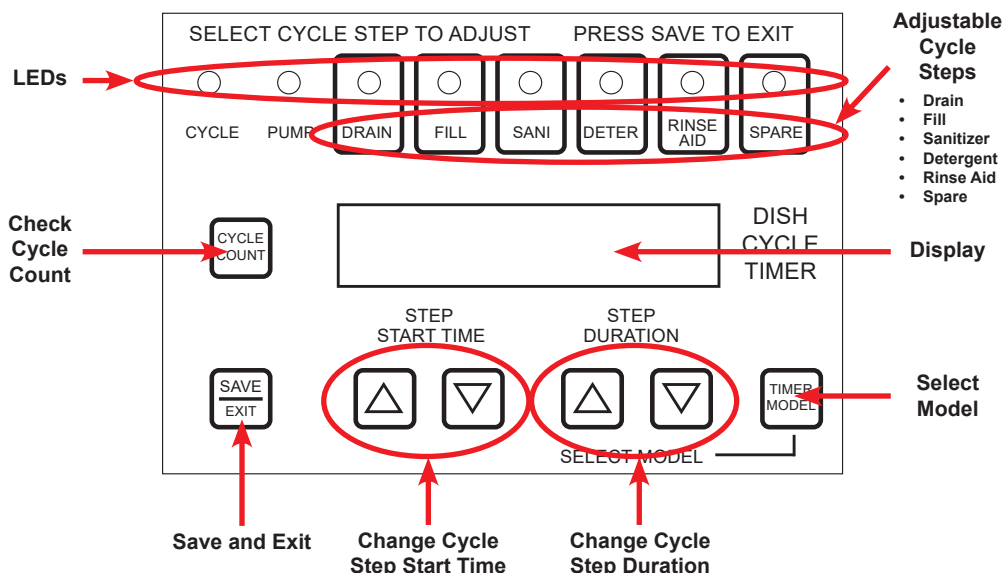 SELECT CYCLE STEP TO ADJUST PRESS SAVE TO EXIT
Adjustable
Cycle
Steps
• Drain
• Fill
• Sanitizer
• Detergent
• Rinse Aid
• Spare
LEDs
CYCLE PUMP DRAIN FILL SANI DETER RINSE
AID SPARE
Check
Cycle
Count
CYCLE
COUNT
DISH
CYCLE
TIMER
Display
STEP
START TIME
STEP
DURATION
SAVE
EXIT
TIMER
MODEL
Select
Model
SELECT MODEL
Save and Exit
Change Cycle
Step Start Time
Change Cycle
Step Duration